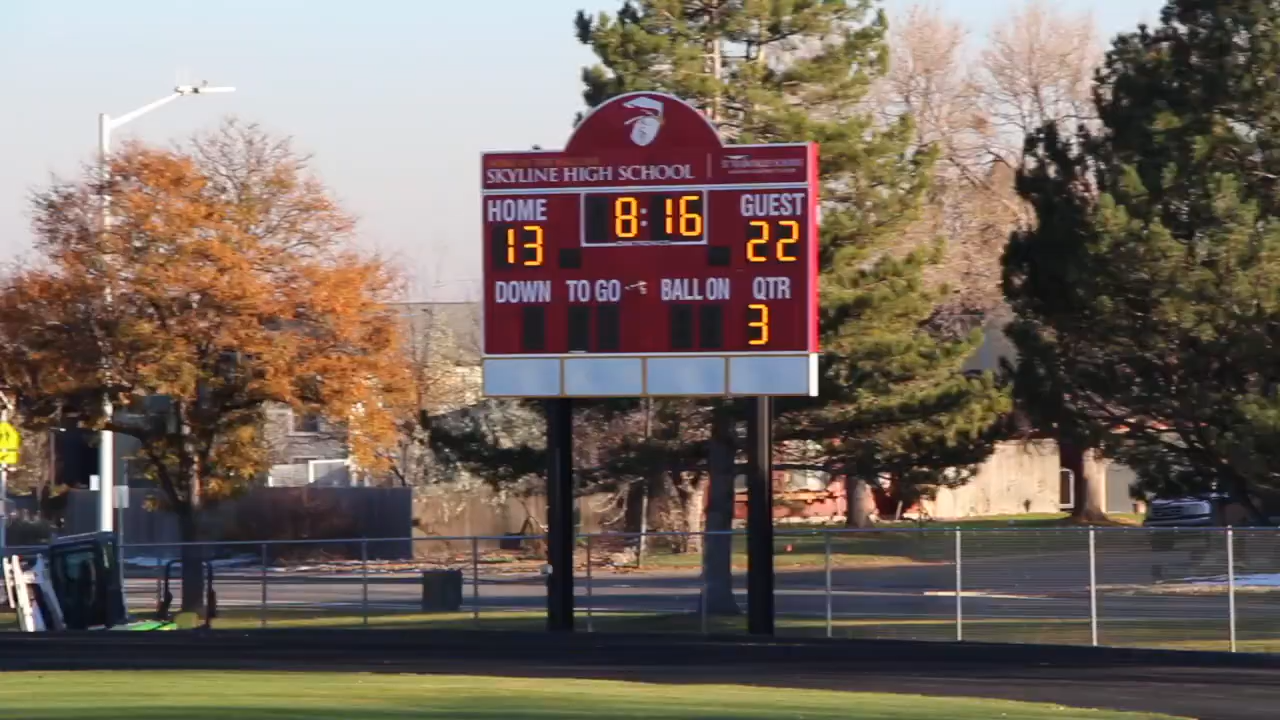 SKYLINE HIGH SCHOOL
HOME 8:16 GUEST
13 22
DOWN TO GO BALL ON QTR
3